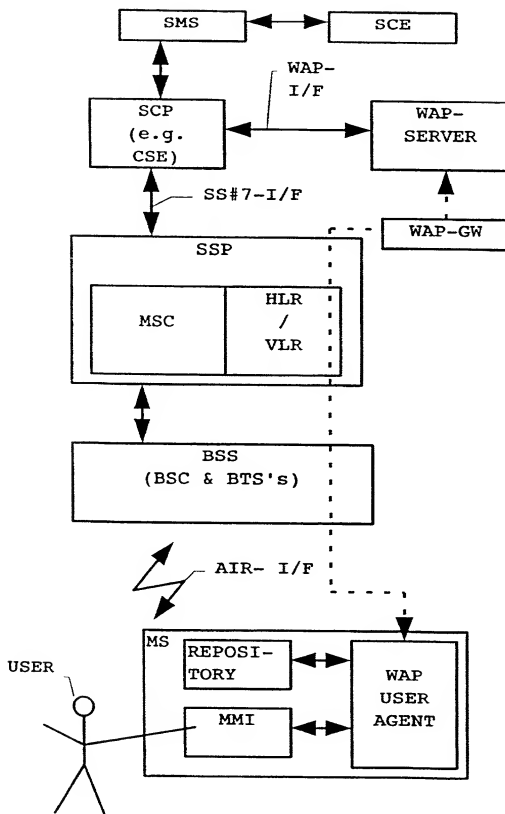 SMS
SCE
WAP-
I/F
SCP
(e.g.
CSE)
WAP-
SERVER
SS#7-I/F
WAP-GW
SSP
MSC
HLR
/
VLR
BSS
(BSC & BTS's)
AIR- I/F
MS
REPOSI-
TORY
WAP
USER
AGENT
USER
MMI